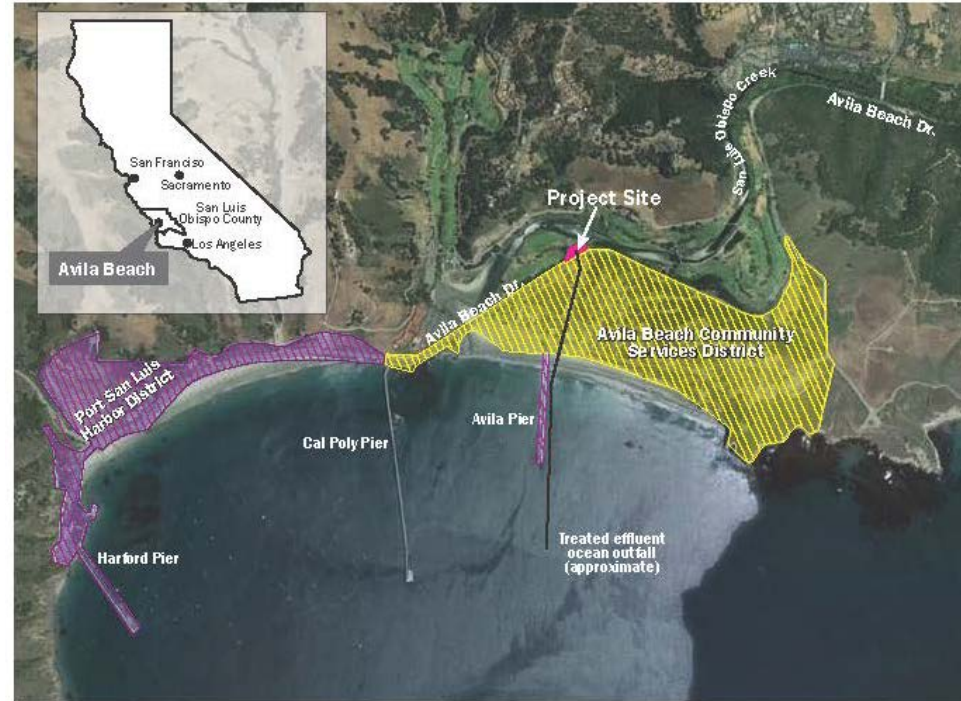 San Franciso
Sacramento
San Luis
Obispo County
Los Angeles
Avila Beach
San Luis Obispo Creek
Avila Beach Dr.
Project Site
Avila Beach Dr.
Avila Beach Community
Services District
Port San Luis
Harbor District
Avila Pier
Cal Poly Pier
Harford Pier
Treated effluent
ocean outfall
(approximate)